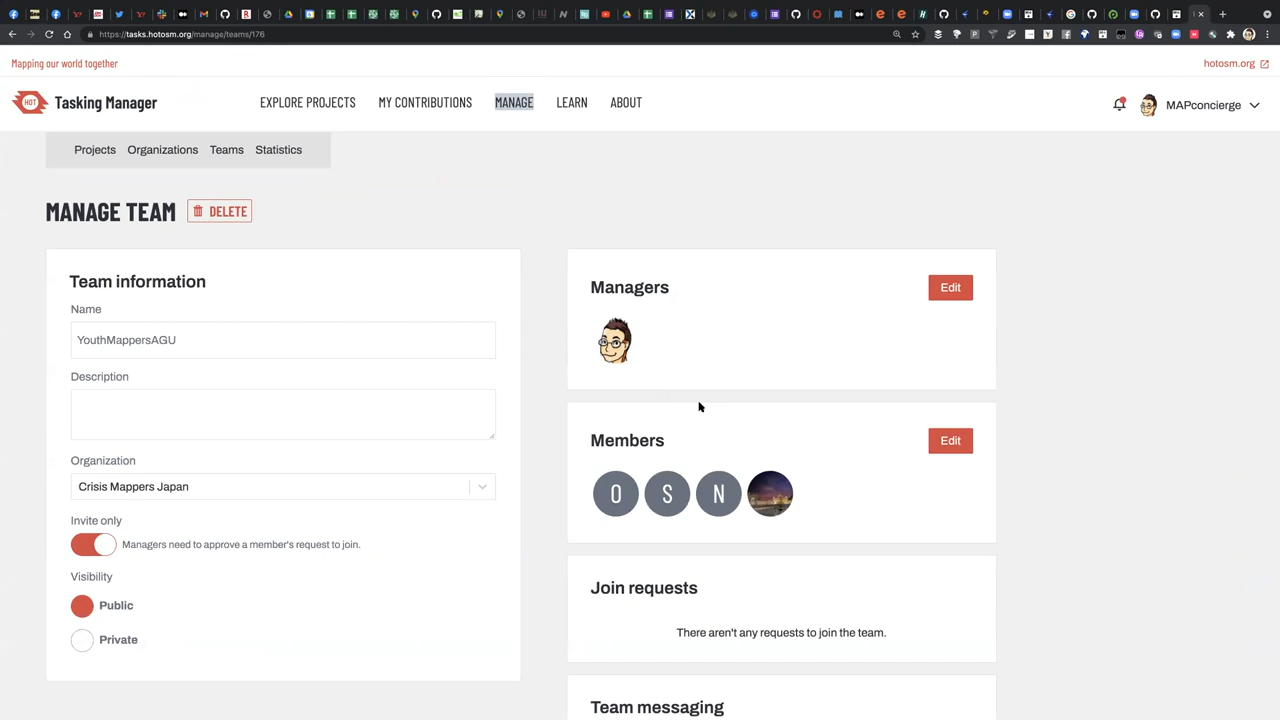 https://tasks.hotosm.org/manage/teams/176
Mapping our world together
hotosm.org
HOT
Tasking Manager
EXPLORE PROJECTS
MY CONTRIBUTIONS
MANAGE
LEARN
ABOUT
MAPconcierge
Projects
Organizations
Teams
Statistics
MANAGE TEAM
DELETE
Team information
Name
YouthMappersAGU
Description
Organization
Crisis Mappers Japan
Invite only
Managers need to approve a member's request to join.
Visibility
Public
Private
Managers
Edit
Members
Edit
O
S
N
Join requests
There aren't any requests to join the team.
Team messaging